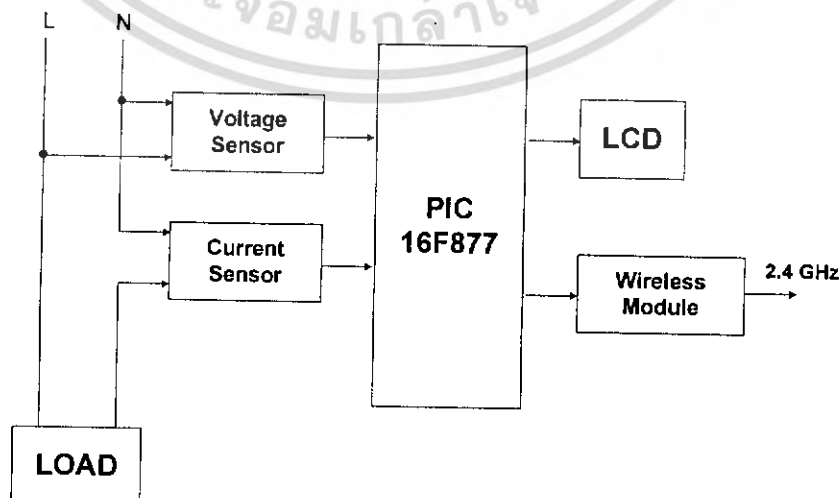 L N
Voltage
Sensor
Current
Sensor
PIC
16F877
LCD
Wireless
Module
2.4 GHz
LOAD